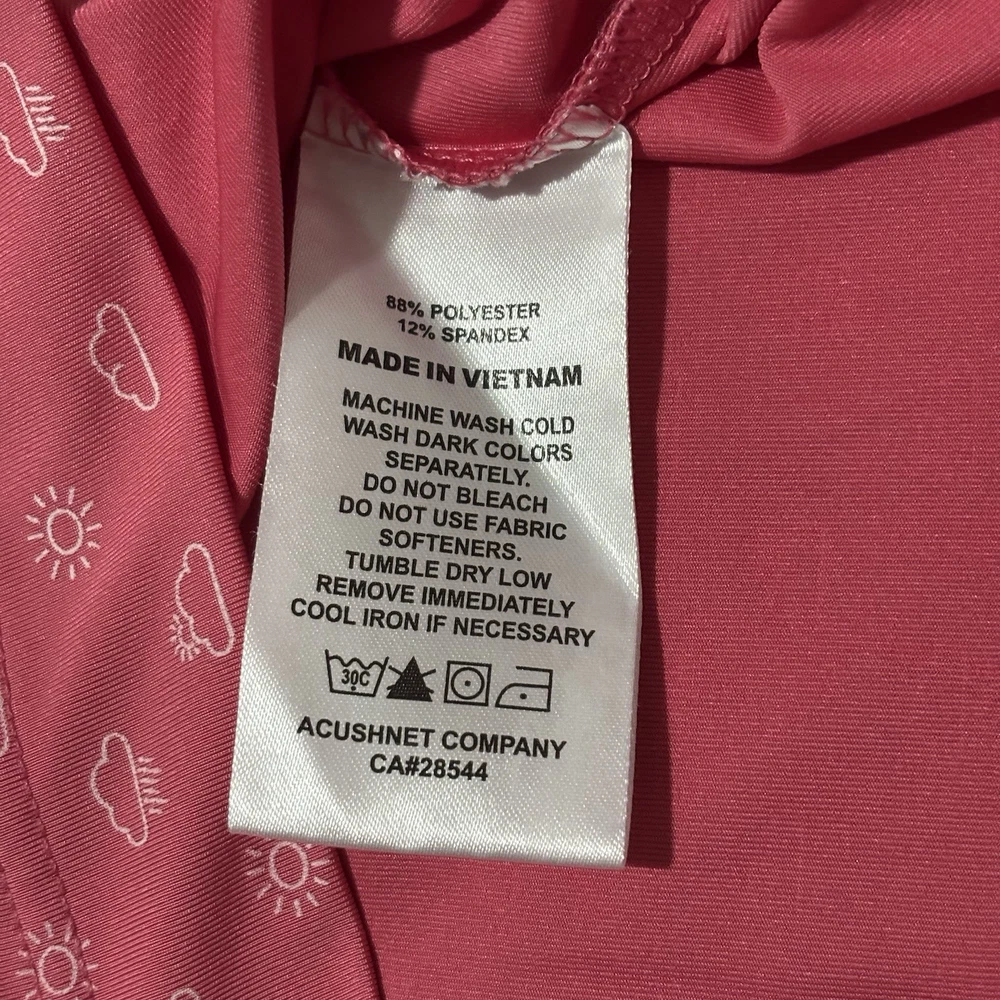 88% POLYESTER
12% SPANDEX
MADE IN VIETNAM
MACHINE WASH COLD
WASH DARK COLORS
SEPARATELY.
DO NOT BLEACH
DO NOT USE FABRIC
SOFTENERS.
TUMBLE DRY LOW
REMOVE IMMEDIATELY
COOL IRON IF NECESSARY
30C
ACUSHNET COMPANY
CA#28544